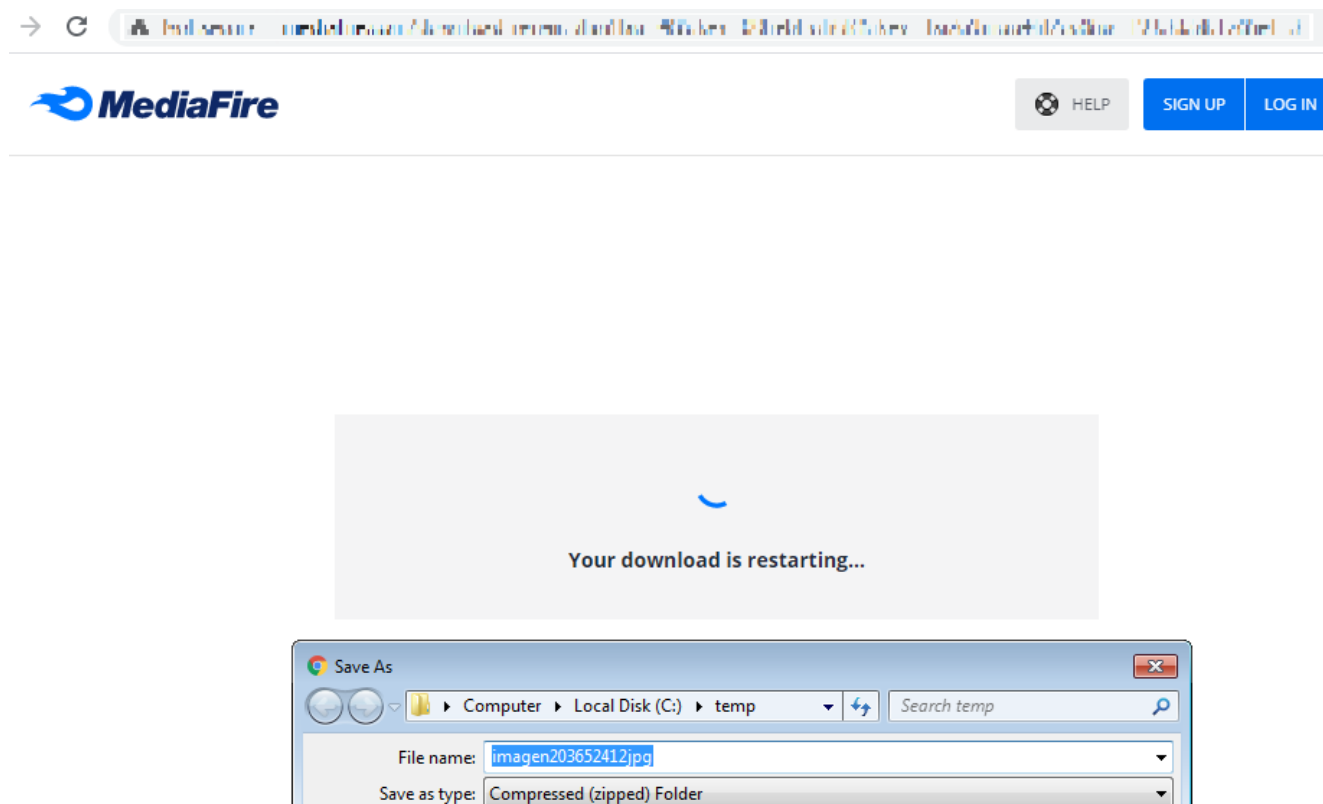 MediaFire
HELP
SIGN UP
LOG IN
Your download is restarting...
Save As
Computer
Local Disk (C:)
temp
Search temp
File name:
imagen203652412jpg
Save as type:
Compressed (zipped) Folder